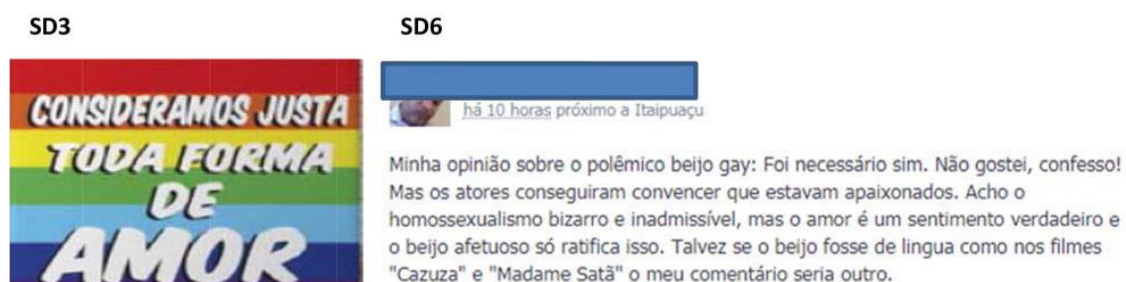 SD3
SD6
CONSIDERAMOS JUSTA
TODA FORMA
DE
AMOR
há 10 horas próximo a Itaipuaçu
Minha opinião sobre o polêmico beijo gay: Foi necessário sim. Não gostei, confesso!
Mas os atores conseguiram convencer que estavam apaixonados. Acho o
homossexualismo bizarro e inadmissível, mas o amor é um sentimento verdadeiro e
o beijo afetuoso só ratifica isso. Talvez se o beijo fosse de lingua como nos filmes
"Cazuza" e "Madame Satã" o meu comentário seria outro.